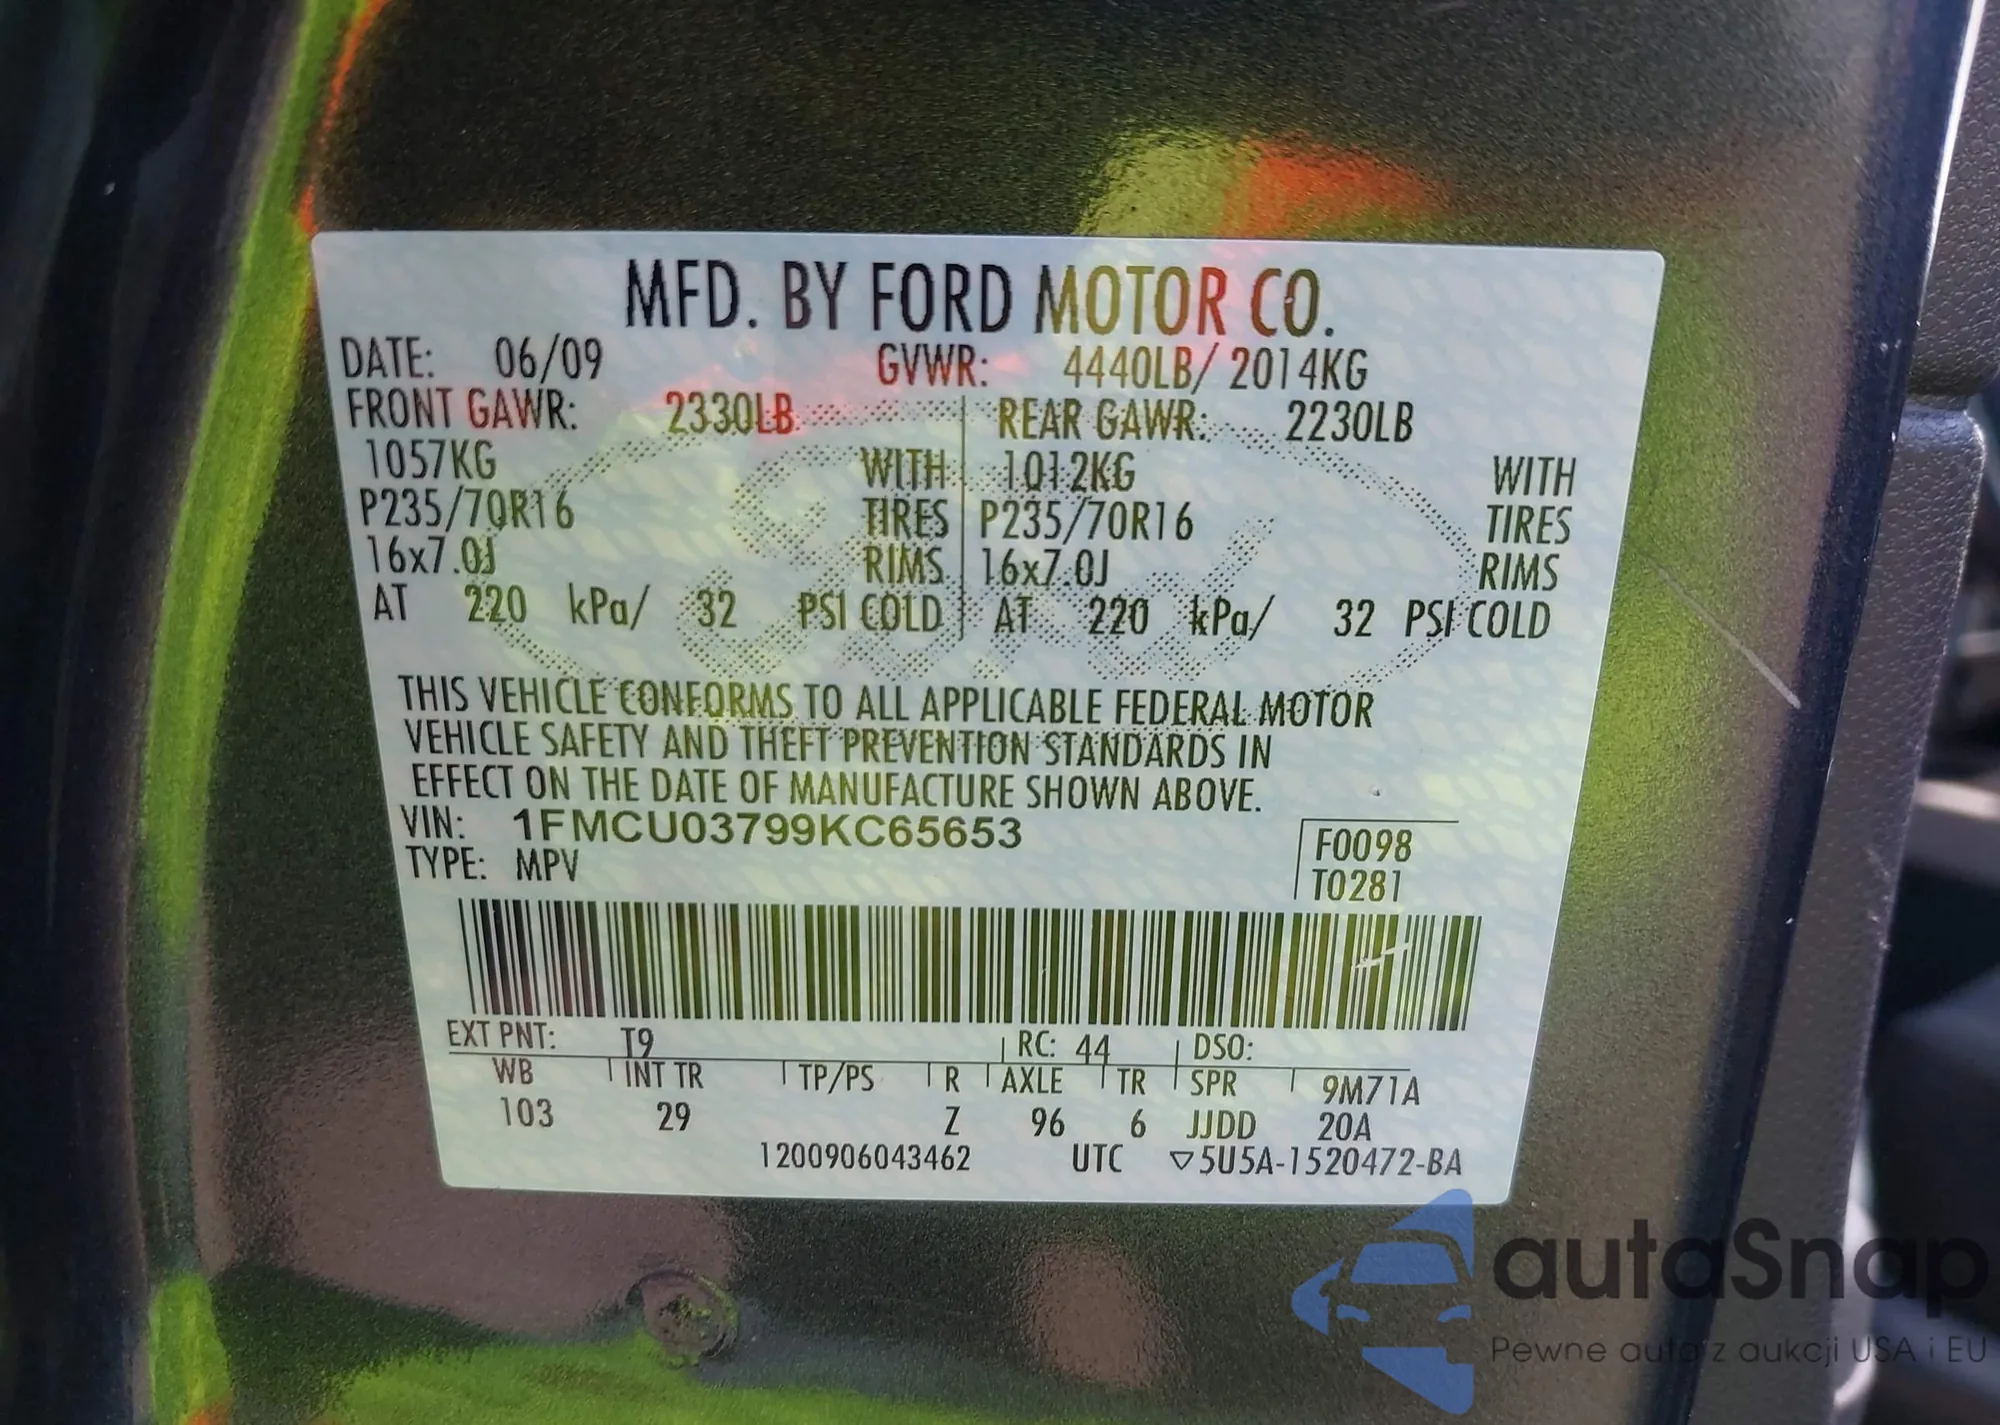 MFD. BY FORD MOTOR CO.
DATE: 06/09 GVWR: 4440LB/ 2014KG
FRONT GAWR: 2330LB REAR GAWR: 2230LB
1057KG WITH 1012KG WITH
P235/70R16 TIRES P235/70R16 TIRES
16x7.0J RIMS 16x7.0J RIMS
AT 220 kPa/ 32 PSI COLD AT 220 kPa/ 32 PSI COLD
THIS VEHICLE CONFORMS TO ALL APPLICABLE FEDERAL MOTOR
VEHICLE SAFETY AND THEFT PREVENTION STANDARDS IN
EFFECT ON THE DATE OF MANUFACTURE SHOWN ABOVE.
VIN: 1FMCU03799KC65653 F0098
TYPE: MPV T0281
EXT PNT: T9 RC: 44 DSO:
WB INT TR TP/PS R AXLE TR SPR 9M71A
103 29 Z 96 6 JJDD 20A
1200906043462 UTC ▽5U5A-1520472-BA
autaSnap
Pewne auta z aukcji USA i EU